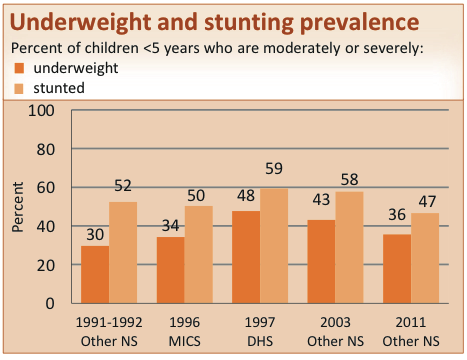 Underweight and stunting prevalence
Percent of children <5 years who are moderately or severely:
underweight
stunted
100
80
60
40
20
0
Percent
30
52
34
50
48
59
43
58
36
47
1991-1992
Other NS
1996
MICS
1997
DHS
2003
Other NS
2011
Other NS